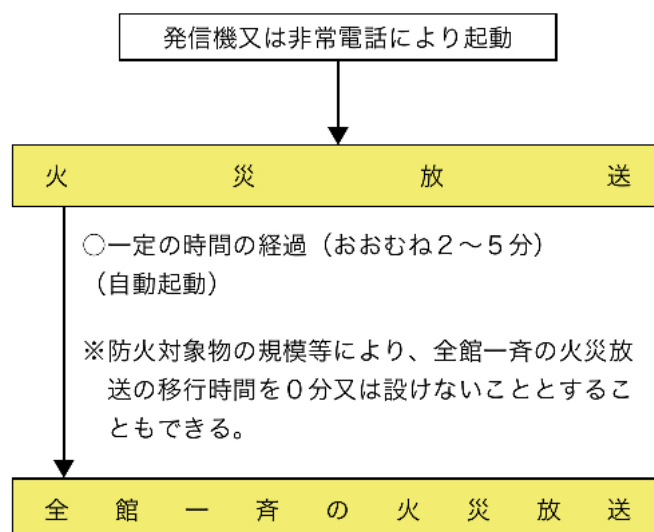 発信機又は非常電話により起動
火災放送
○一定の時間の経過（おおむね２～５分）
（自動起動）
※防火対象物の規模等により、全館一斉の火災放
送の移行時間を０分又は設けないこととするこ
ともできる。
全館一斉の火災放送